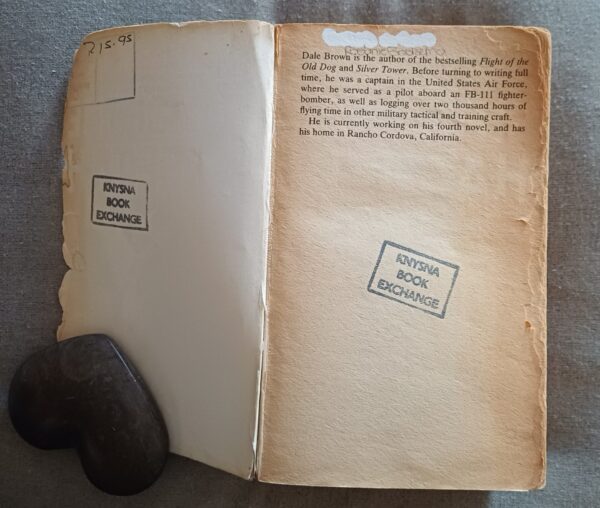 R15.95
KNYSNA
BOOK
EXCHANGE
Dale Brown is the author of the bestselling Flight of the
Old Dog and Silver Tower. Before turning to writing full
time, he was a captain in the United States Air Force,
where he served as a pilot aboard an FB-111 fighter-
bomber, as well as logging over two thousand hours of
flying time in other military tactical and training craft.
He is currently working on his fourth novel, and has
his home in Rancho Cordova, California.
KNYSNA
BOOK
EXCHANGE